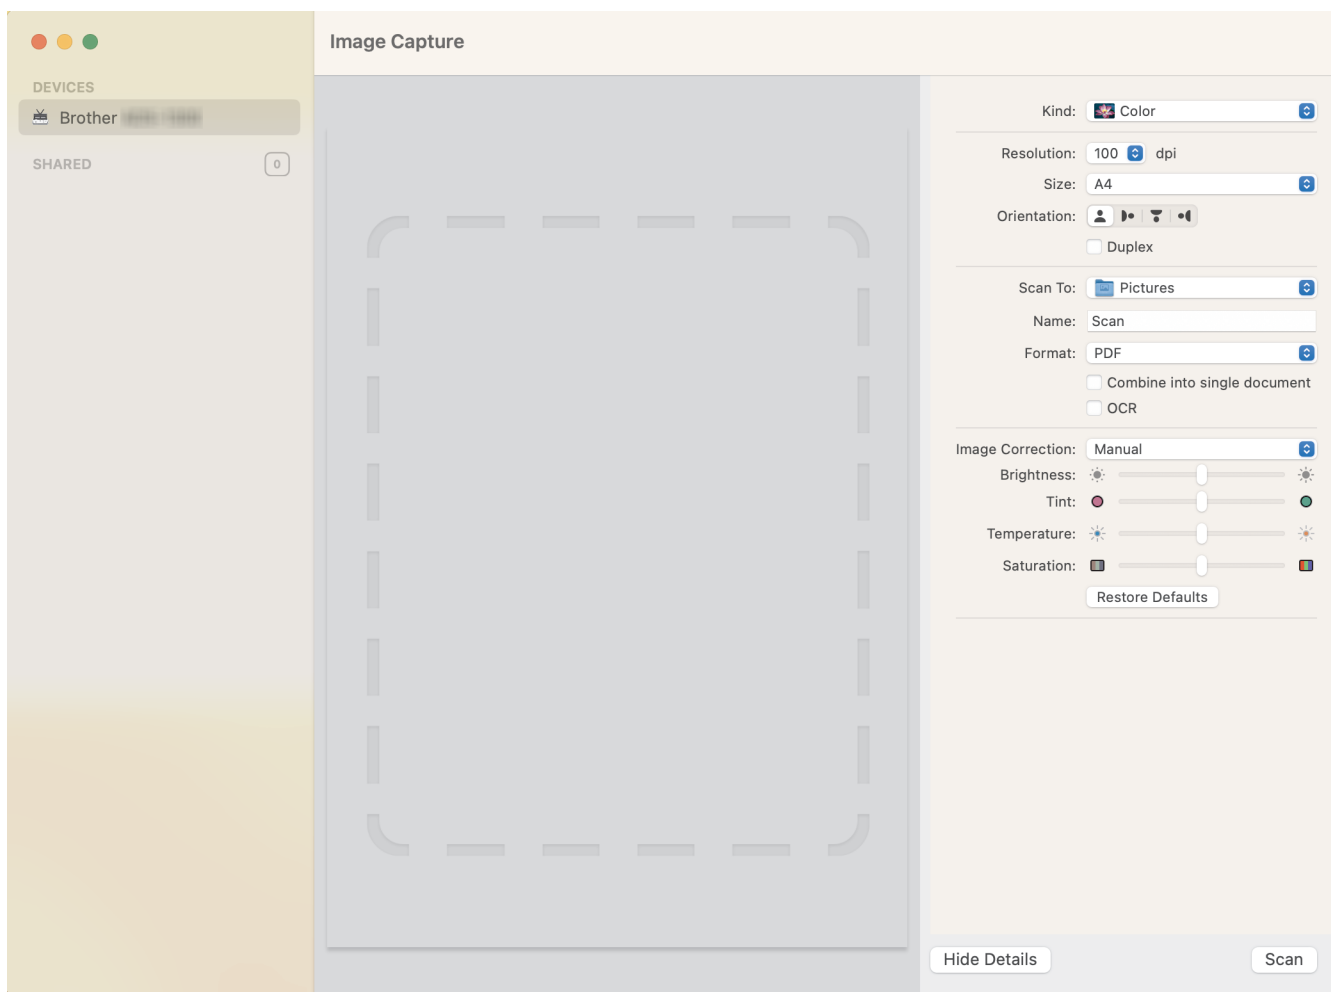 Image Capture
DEVICES
Brother
SHARED
0
Kind: Color
Resolution: 100 dpi
Size: A4
Orientation:
Duplex
Scan To: Pictures
Name: Scan
Format: PDF
Combine into single document
OCR
Image Correction: Manual
Brightness:
Tint:
Temperature:
Saturation:
Restore Defaults
Hide Details
Scan